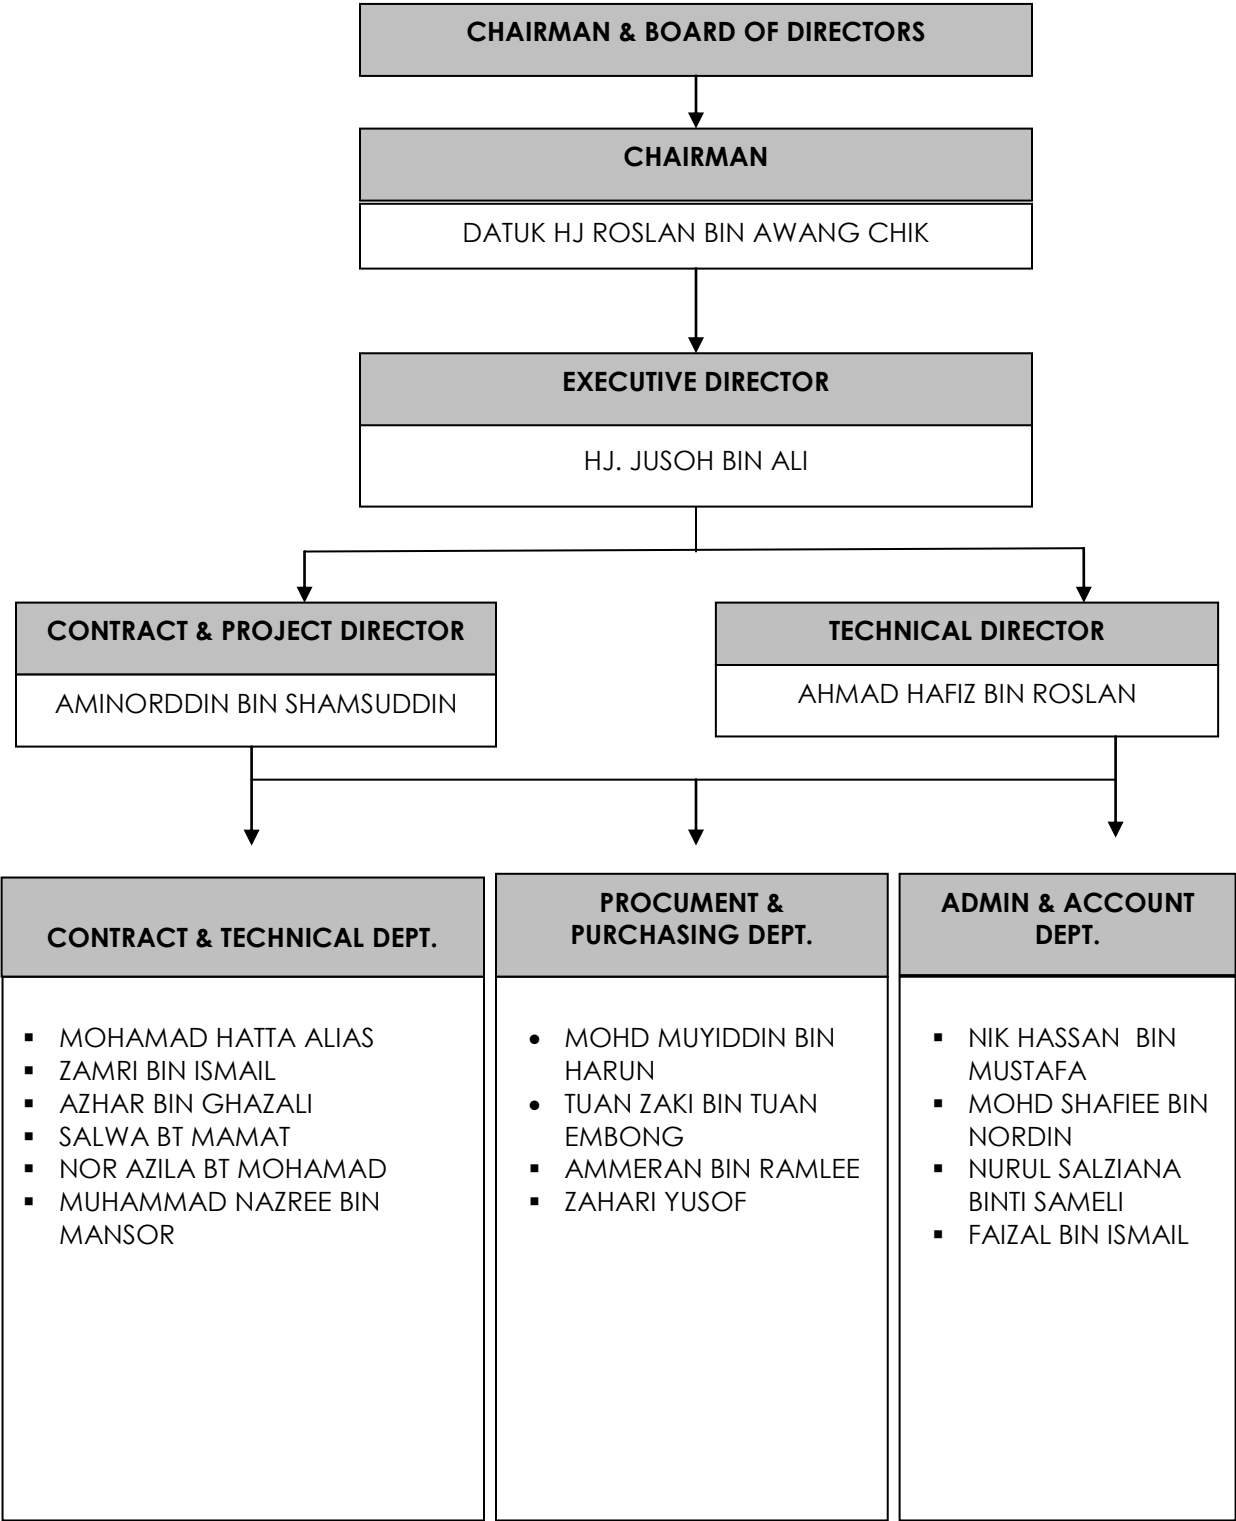 CHAIRMAN & BOARD OF DIRECTORS
CHAIRMAN
DATUK HJ ROSLAN BIN AWANG CHIK
EXECUTIVE DIRECTOR
HJ. JUSOH BIN ALI
CONTRACT & PROJECT DIRECTOR
AMINORDDIN BIN SHAMSUDDIN
TECHNICAL DIRECTOR
AHMAD HAFIZ BIN ROSLAN
CONTRACT & TECHNICAL DEPT.
▪ MOHAMAD HATTA ALIAS
▪ ZAMRI BIN ISMAIL
▪ AZHAR BIN GHAZALI
▪ SALWA BT MAMAT
▪ NOR AZILA BT MOHAMAD
▪ MUHAMMAD NAZREE BIN
MANSOR
PROCUMENT &
PURCHASING DEPT.
• MOHD MUYIDDIN BIN
HARUN
• TUAN ZAKI BIN TUAN
EMBONG
▪ AMMERAN BIN RAMLEE
▪ ZAHARI YUSOF
ADMIN & ACCOUNT
DEPT.
▪ NIK HASSAN  BIN
MUSTAFA
▪ MOHD SHAFIEE BIN
NORDIN
▪ NURUL SALZIANA
BINTI SAMELI
▪ FAIZAL BIN ISMAIL